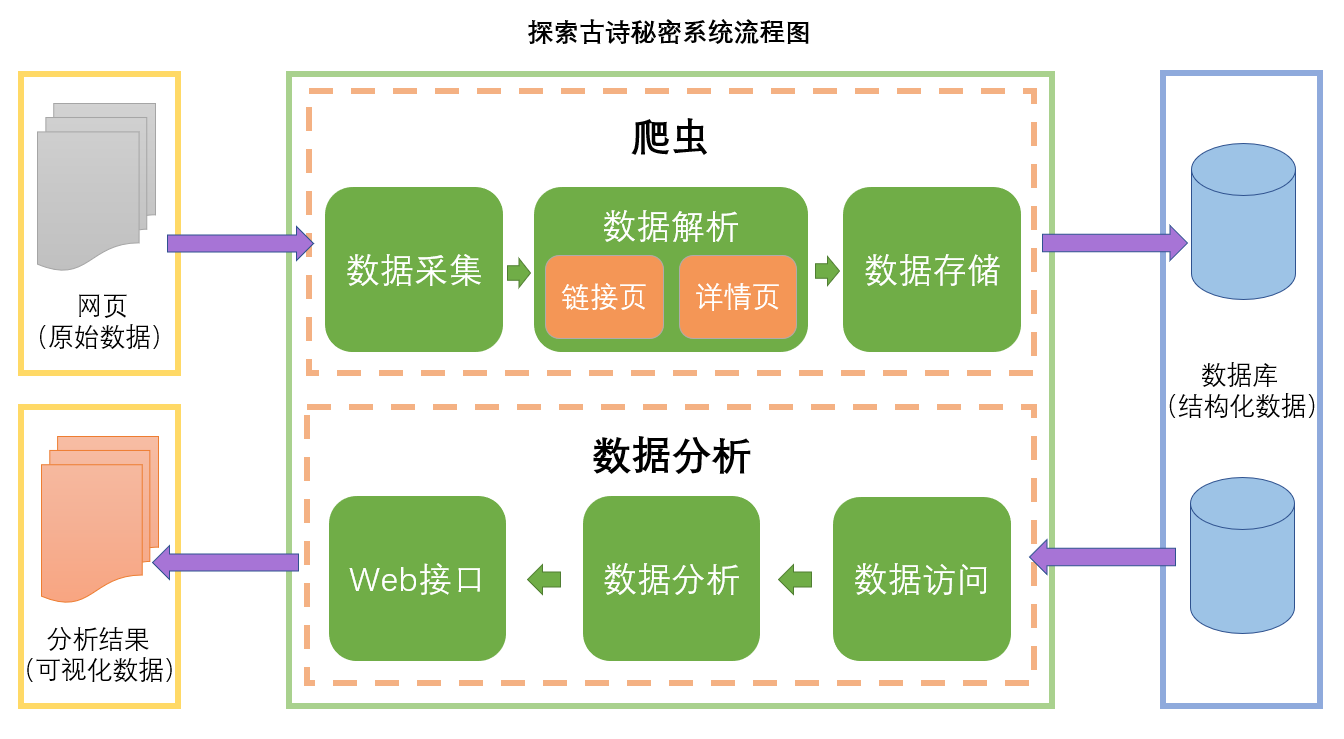 探索古诗秘密系统流程图
爬虫
数据采集
数据解析
链接页
详情页
数据存储
网页
（原始数据）
数据库
（结构化数据）
数据分析
Web接口
数据分析
数据访问
分析结果
（可视化数据）